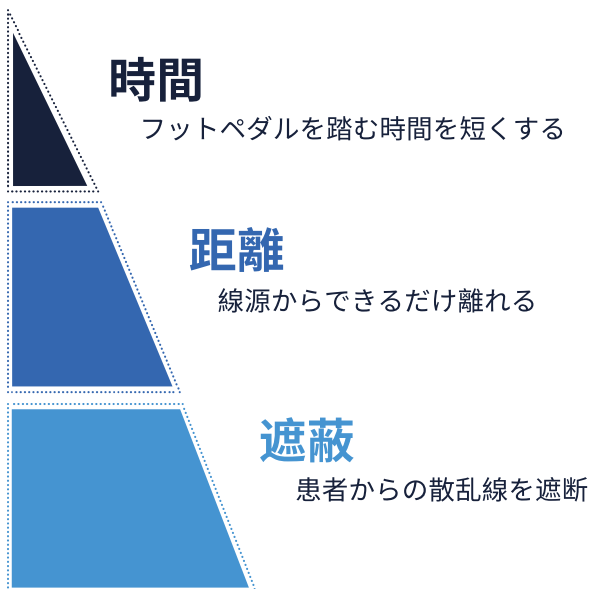 時間
フットペダルを踏む時間を短くする
距離
線源からできるだけ離れる
遮蔽
患者からの散乱線を遮断